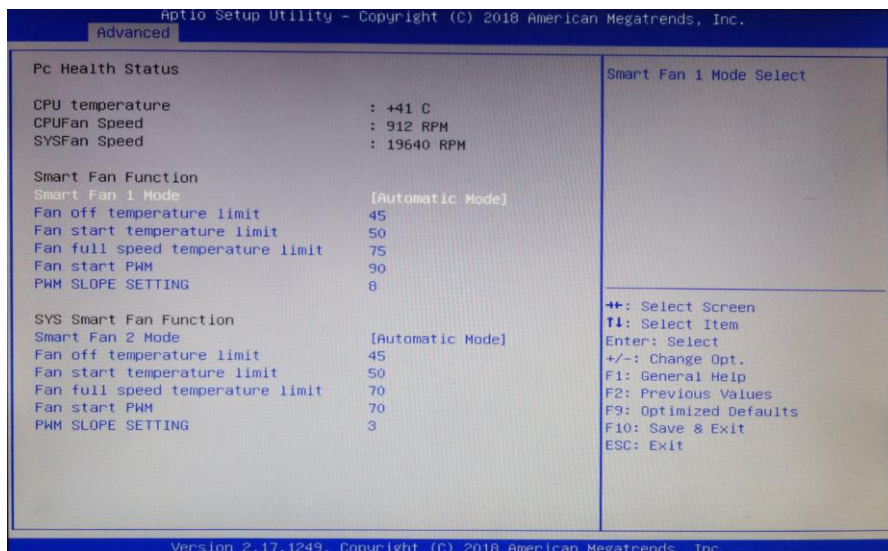 Aptio Setup Utility – Copyright (C) 2018 American Megatrends, Inc.
Advanced
Pc Health Status
CPU temperature : +41 C
CPUFan Speed : 912 RPM
SYSFan Speed : 19640 RPM
Smart Fan Function
Smart Fan 1 Mode [Automatic Mode]
Fan off temperature limit 45
Fan start temperature limit 50
Fan full speed temperature limit 75
Fan start PWM 90
PWM SLOPE SETTING 8
SYS Smart Fan Function
Smart Fan 2 Mode [Automatic Mode]
Fan off temperature limit 45
Fan start temperature limit 50
Fan full speed temperature limit 70
Fan start PWM 70
PWM SLOPE SETTING 3
Smart Fan 1 Mode Select
→←: Select Screen
↑↓: Select Item
Enter: Select
+/-: Change Opt.
F1: General Help
F2: Previous Values
F9: Optimized Defaults
F10: Save & Exit
ESC: Exit
Version 2.17.1249. Copyright (C) 2018 American Megatrends, Inc.